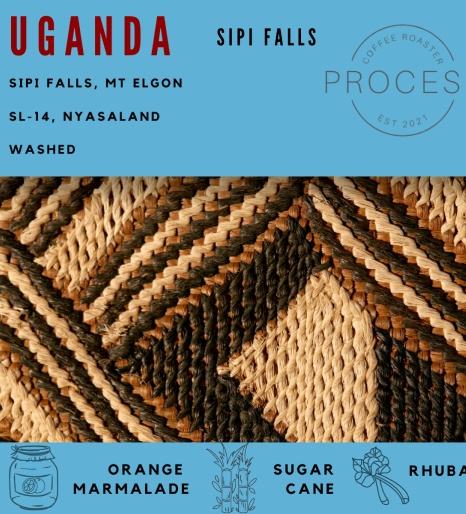 UGANDA
SIPI FALLS
SIPI FALLS, MT ELGON
SL-14, NYASALAND
WASHED
COFFEE ROASTER
PROCES
EST 2021
ORANGE
MARMALADE
SUGAR
CANE
RHUBA